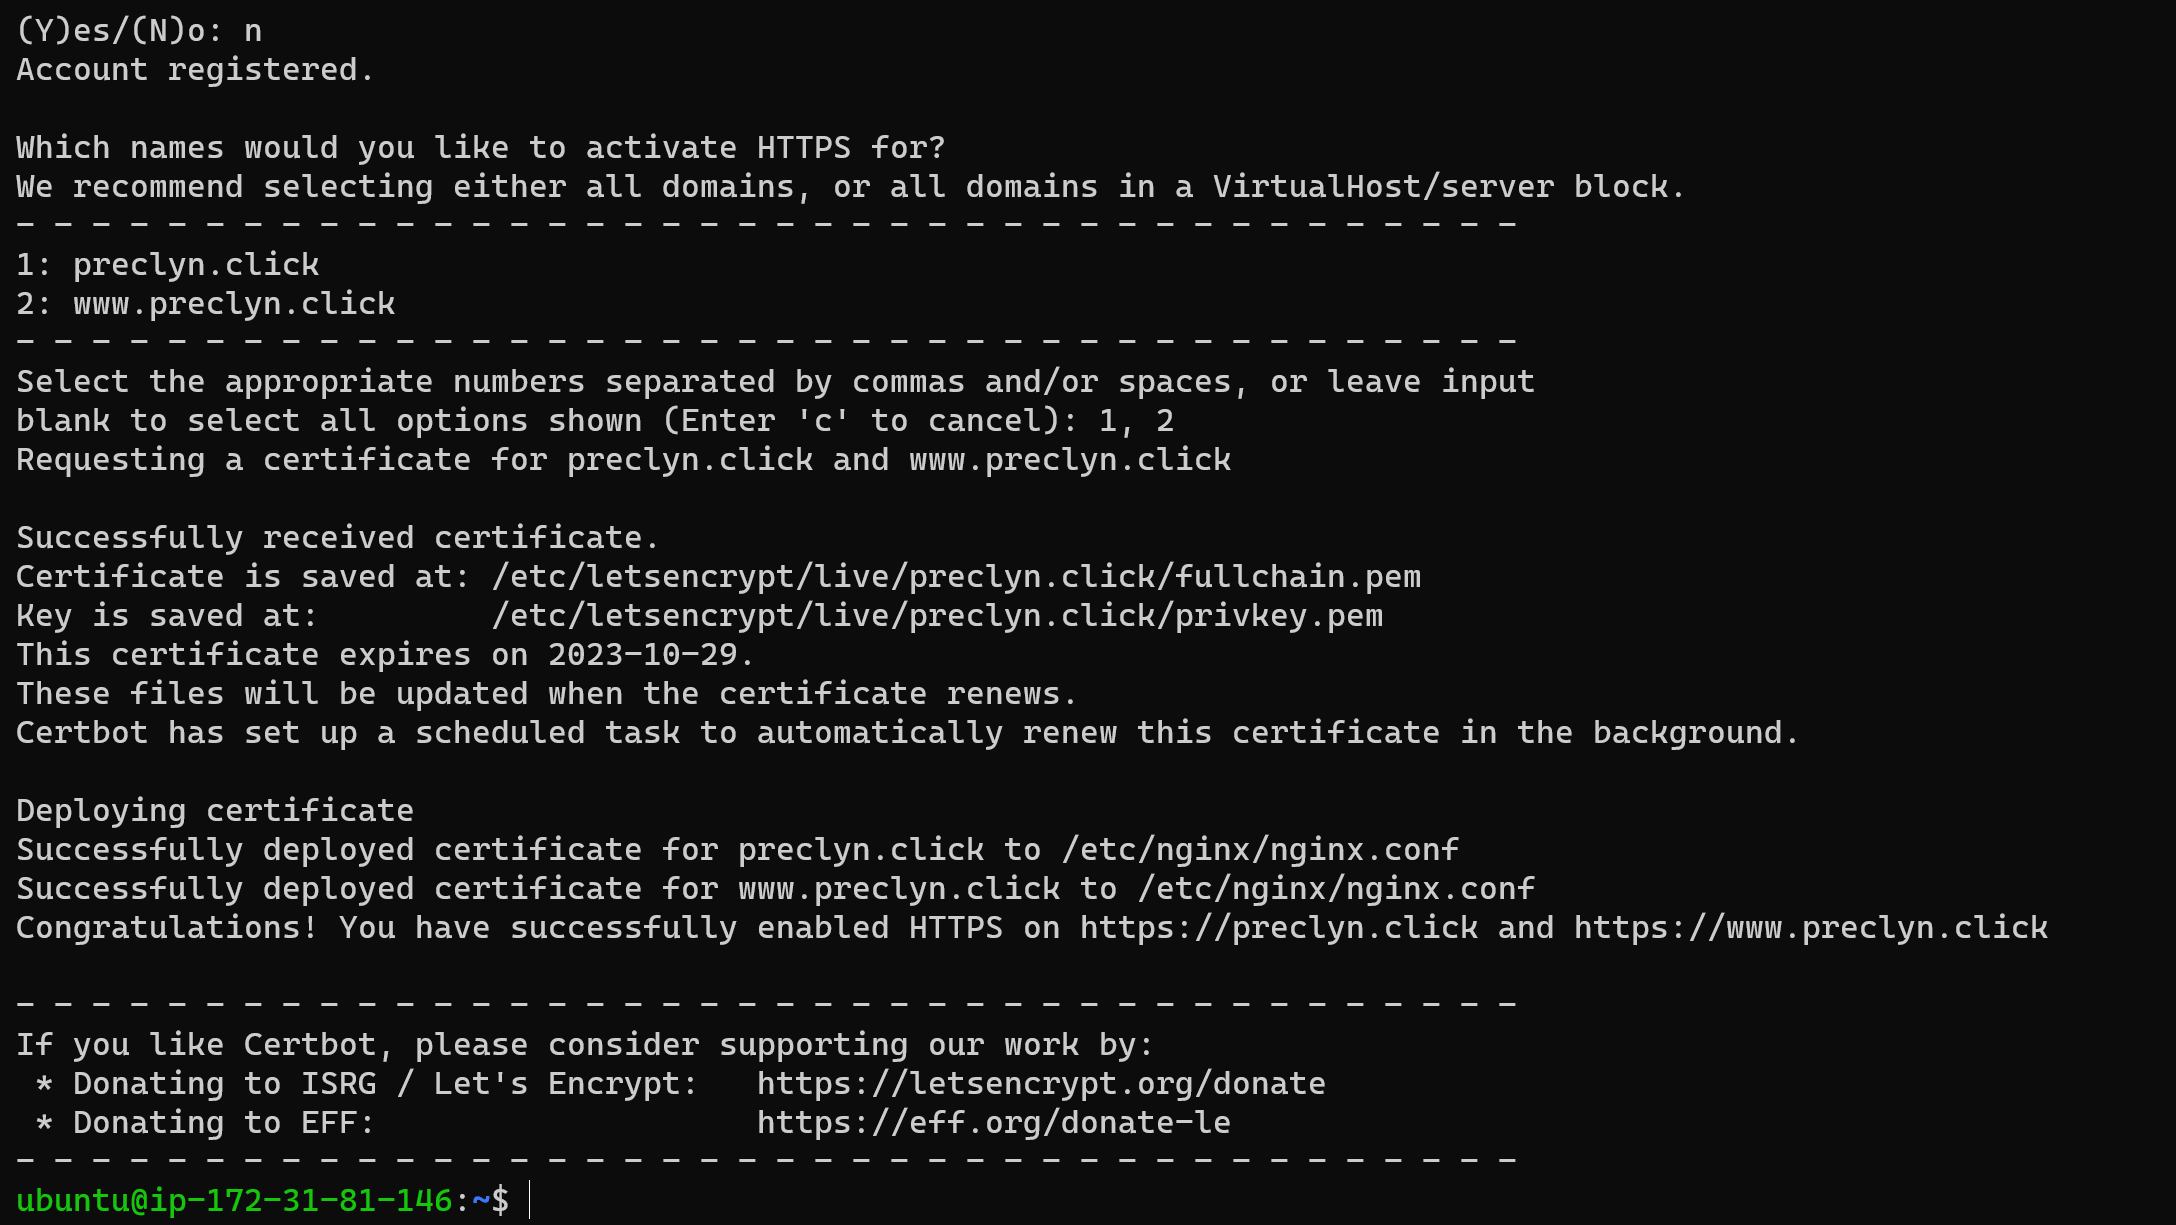 (Y)es/(N)o: n
Account registered.
Which names would you like to activate HTTPS for?
We recommend selecting either all domains, or all domains in a VirtualHost/server block.
- - - - - - - - - - - - - - - - - - - - - - - - - - - - - - - - - - - - - - - -
1: preclyn.click
2: www.preclyn.click
- - - - - - - - - - - - - - - - - - - - - - - - - - - - - - - - - - - - - - - -
Select the appropriate numbers separated by commas and/or spaces, or leave input
blank to select all options shown (Enter 'c' to cancel): 1, 2
Requesting a certificate for preclyn.click and www.preclyn.click
Successfully received certificate.
Certificate is saved at: /etc/letsencrypt/live/preclyn.click/fullchain.pem
Key is saved at:         /etc/letsencrypt/live/preclyn.click/privkey.pem
This certificate expires on 2023-10-29.
These files will be updated when the certificate renews.
Certbot has set up a scheduled task to automatically renew this certificate in the background.
Deploying certificate
Successfully deployed certificate for preclyn.click to /etc/nginx/nginx.conf
Successfully deployed certificate for www.preclyn.click to /etc/nginx/nginx.conf
Congratulations! You have successfully enabled HTTPS on https://preclyn.click and https://www.preclyn.click
- - - - - - - - - - - - - - - - - - - - - - - - - - - - - - - - - - - - - - - -
If you like Certbot, please consider supporting our work by:
 * Donating to ISRG / Let's Encrypt:   https://letsencrypt.org/donate
 * Donating to EFF:                    https://eff.org/donate-le
- - - - - - - - - - - - - - - - - - - - - - - - - - - - - - - - - - - - - - - -
ubuntu@ip-172-31-81-146:~$